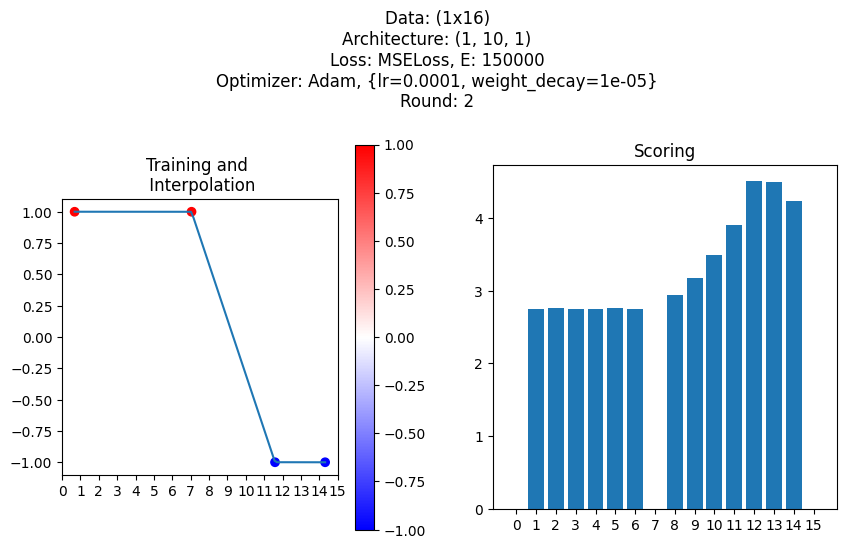 Data: (1x16)
Architecture: (1, 10, 1)
Loss: MSELoss, E: 150000
Optimizer: Adam, {lr=0.0001, weight_decay=1e-05}
Round: 2
Training and
Interpolation
1.00
0.75
0.50
0.25
0.00
−0.25
−0.50
−0.75
−1.00
0 1 2 3 4 5 6 7 8 9 10 11 12 13 14 15
1.00
0.75
0.50
0.25
0.00
−0.25
−0.50
−0.75
−1.00
Scoring
4
3
2
1
0
0 1 2 3 4 5 6 7 8 9 10 11 12 13 14 15